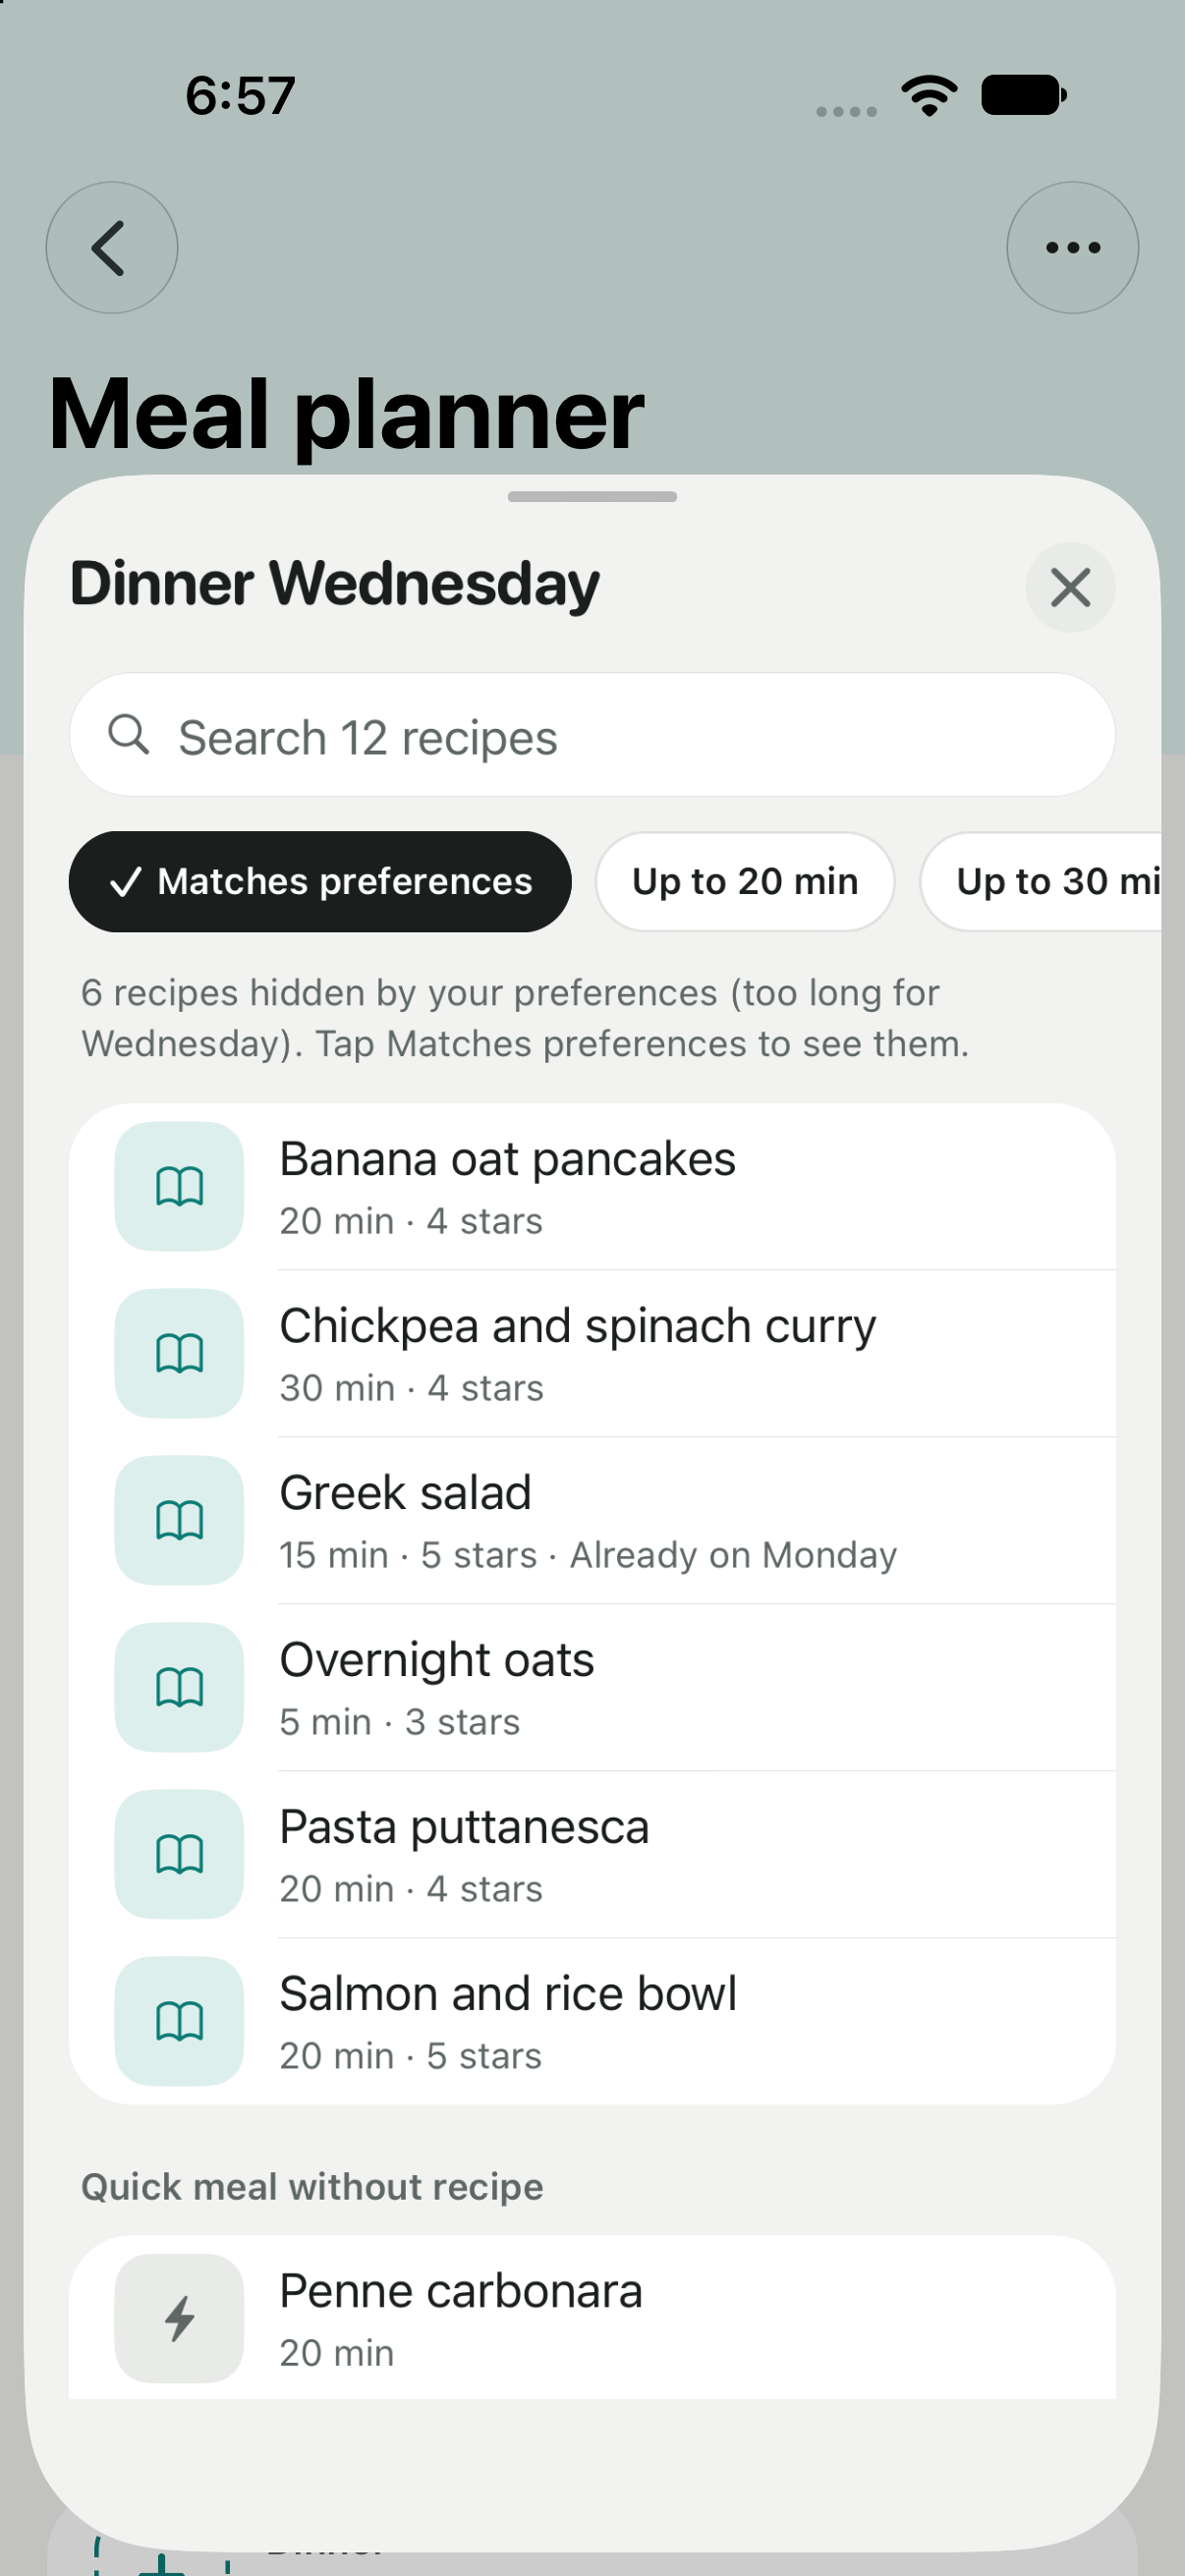 6:57
Meal planner
Dinner Wednesday
Search 12 recipes
Matches preferences
Up to 20 min
Up to 30 mi
6 recipes hidden by your preferences (too long for
Wednesday). Tap Matches preferences to see them.
Banana oat pancakes
20 min · 4 stars
Chickpea and spinach curry
30 min · 4 stars
Greek salad
15 min · 5 stars · Already on Monday
Overnight oats
5 min · 3 stars
Pasta puttanesca
20 min · 4 stars
Salmon and rice bowl
20 min · 5 stars
Quick meal without recipe
Penne carbonara
20 min